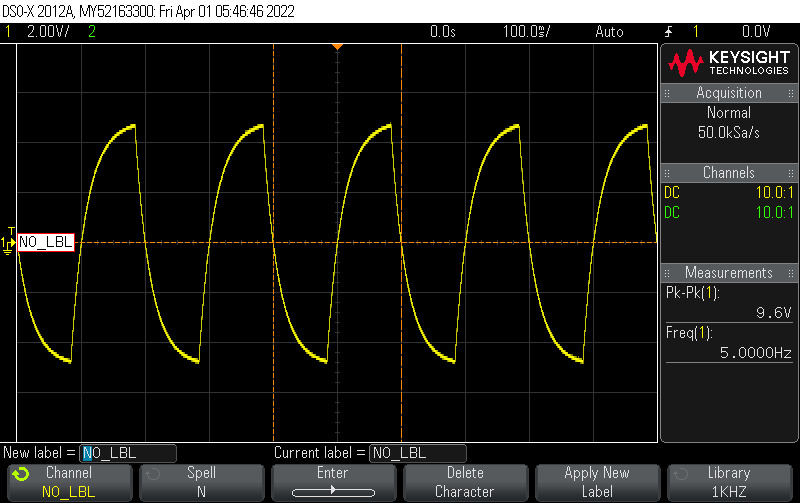 DSO-X 2012A, MY52163300: Fri Apr 01 05:46:46 2022
1 2.00V/ 2 0.0s 100.0ms/ Auto 1 0.0V
KEYSIGHT
TECHNOLOGIES
Acquisition
Normal
50.0kSa/s
Channels
DC 10.0:1
DC 10.0:1
T
1 NO_LBL
Measurements
Pk-Pk(1):
9.6V
Freq(1):
5.0000Hz
New label = NO_LBL Current label = NO_LBL
Channel Spell Enter Delete Apply New Library
NO_LBL N Character Label 1KHZ